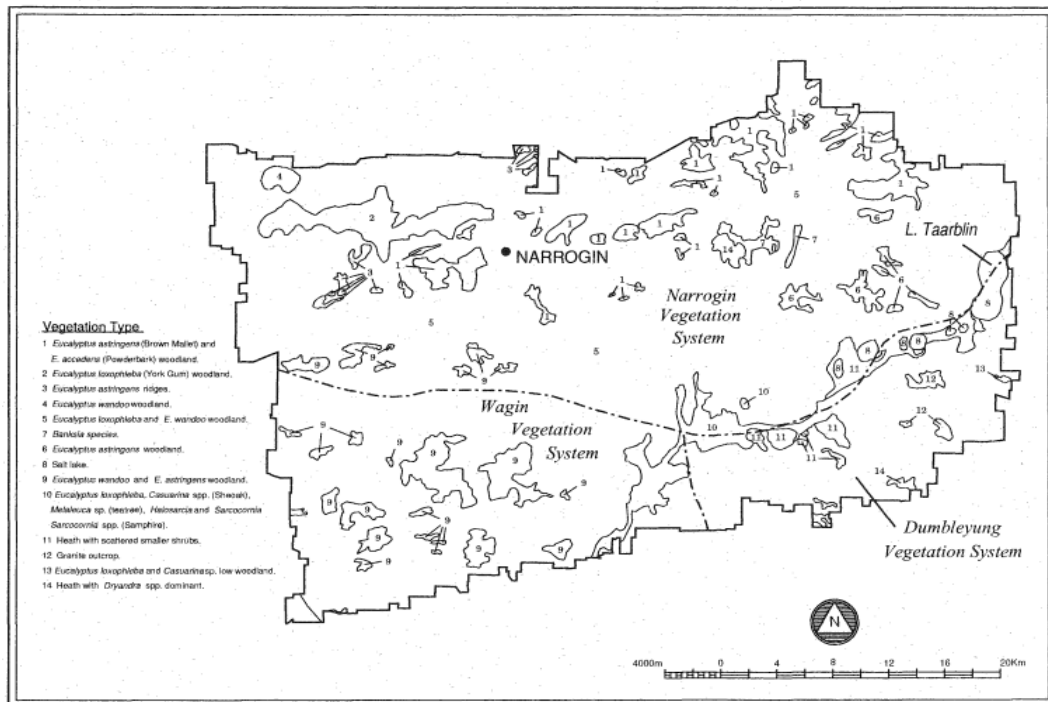 L. Taarblin
NARROGIN
Narrogin
Vegetation
System
Wagin
Vegetation
System
Dumbleyung
Vegetation System
Vegetation Type
1 Eucalyptus astringens (Brown Mallet) and
E. accedens (Powderbark) woodland.
2 Eucalyptus loxophleba (York Gum) woodland.
3 Eucalyptus astringens ridges.
4 Eucalyptus wandoo woodland.
5 Eucalyptus loxophleba and E. wandoo woodland.
7 Banksia species.
6 Eucalyptus astringens woodland.
8 Salt lake.
9 Eucalyptus wandoo and E. astringens woodland.
10 Eucalyptus loxophleba, Casuarina spp. (Sheoak),
Melaleuca sp. (teatree), Halosarcia and Sarcocornia
Sarcocornia spp. (Samphire).
11 Heath with scattered smaller shrubs.
12 Granite outcrop.
13 Eucalyptus loxophleba and Casuarina sp. low woodland.
14 Heath with Dryandra spp. dominant.
N
4000m 0 4 8 12 16 20Km